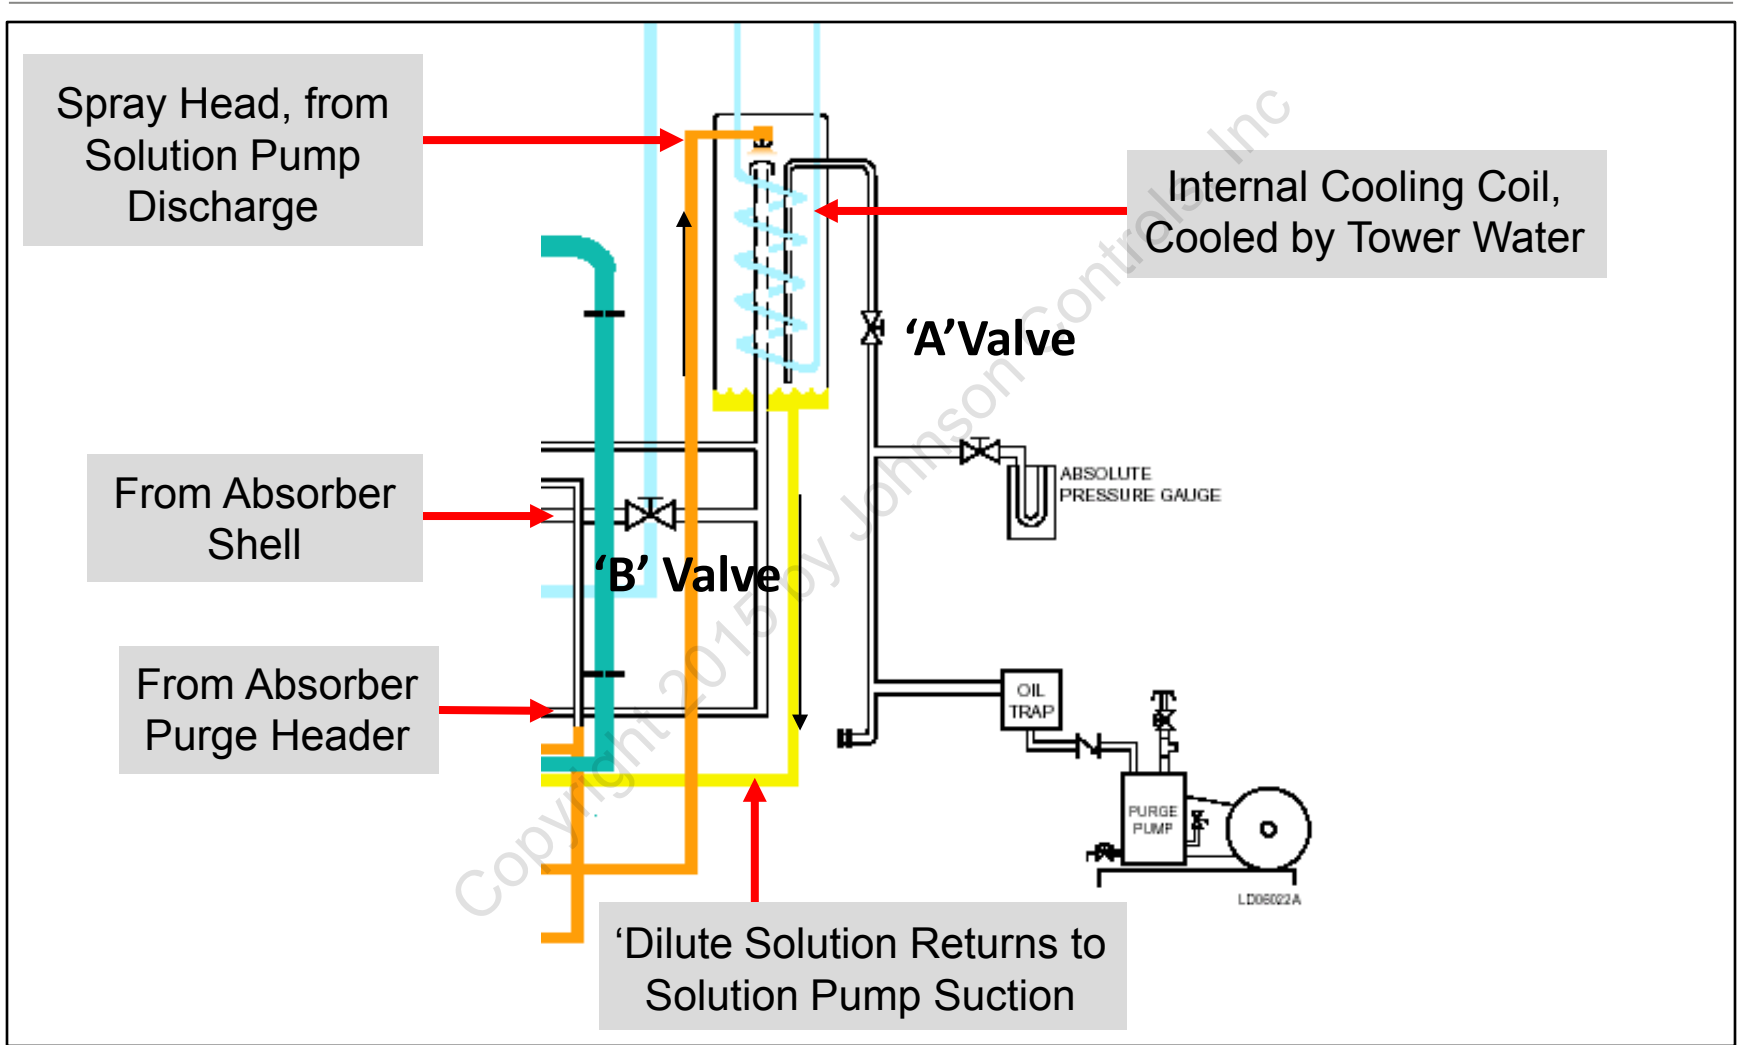 Spray Head, from
Solution Pump
Discharge
Internal Cooling Coil,
Cooled by Tower Water
‘A’Valve
ABSOLUTE
PRESSURE GAUGE
From Absorber
Shell
‘B’ Valve
From Absorber
Purge Header
OIL
TRAP
PURGE
PUMP
LD06022A
‘Dilute Solution Returns to
Solution Pump Suction
Copyright 2015 by Johnson Controls, Inc